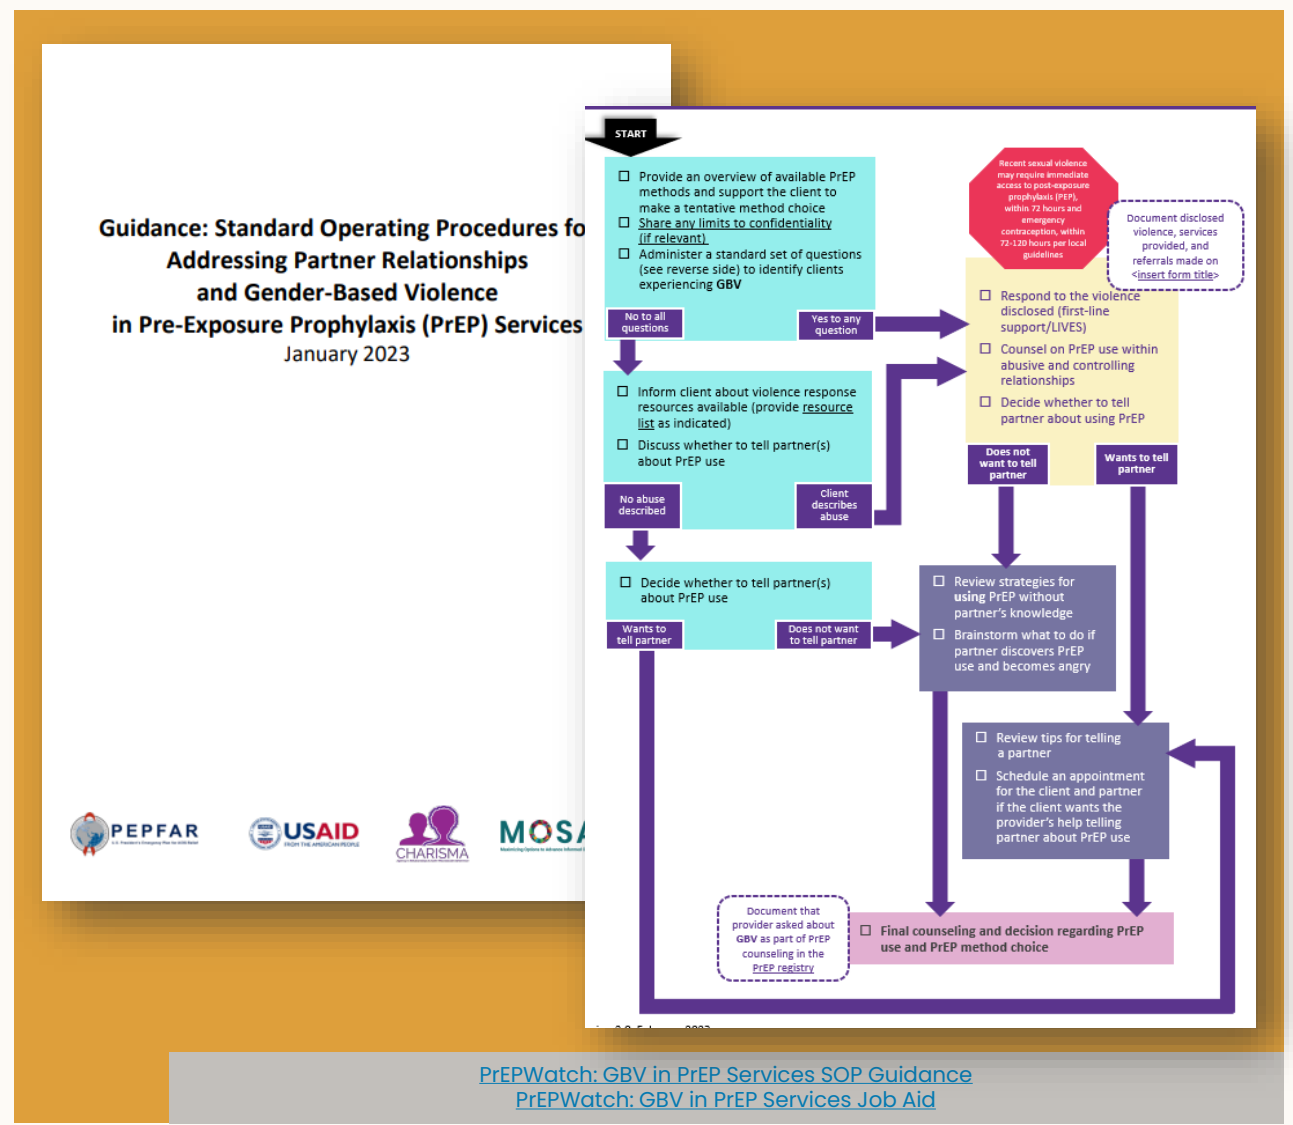 Guidance: Standard Operating Procedures fo
Addressing Partner Relationships
and Gender-Based Violence
in Pre-Exposure Prophylaxis (PrEP) Services
January 2023
PEPFAR
U.S. President's Emergency Plan for AIDS Relief
USAID
FROM THE AMERICAN PEOPLE
CHARISMA
MOSA
START
☐ Provide an overview of available PrEP
methods and support the client to
make a tentative method choice
☐ Share any limits to confidentiality
(if relevant)
☐ Administer a standard set of questions
(see reverse side) to identify clients
experiencing GBV
No to all
questions
Yes to any
question
☐ Inform client about violence response
resources available (provide resource
list as indicated)
☐ Discuss whether to tell partner(s)
about PrEP use
No abuse
described
Client
describes
abuse
☐ Decide whether to tell partner(s)
about PrEP use
Wants to
tell partner
Does not want
to tell partner
Recent sexual violence
may require immediate
access to post-exposure
prophylaxis (PEP),
within 72 hours and
emergency
contraception, within
72-120 hours per local
guidelines
Document disclosed
violence, services
provided, and
referrals made on
<insert form title>
☐ Respond to the violence
disclosed (first-line
support/LIVES)
☐ Counsel on PrEP use within
abusive and controlling
relationships
☐ Decide whether to tell
partner about using PrEP
Does not
want to tell
partner
Wants to tell
partner
☐ Review strategies for
using PrEP without
partner's knowledge
☐ Brainstorm what to do if
partner discovers PrEP
use and becomes angry
☐ Review tips for telling
a partner
☐ Schedule an appointment
for the client and partner
if the client wants the
provider's help telling
partner about PrEP use
Document that
provider asked about
GBV as part of PrEP
counseling in the
PrEP registry
☐ Final counseling and decision regarding PrEP
use and PrEP method choice
PrEPWatch: GBV in PrEP Services SOP Guidance
PrEPWatch: GBV in PrEP Services Job Aid